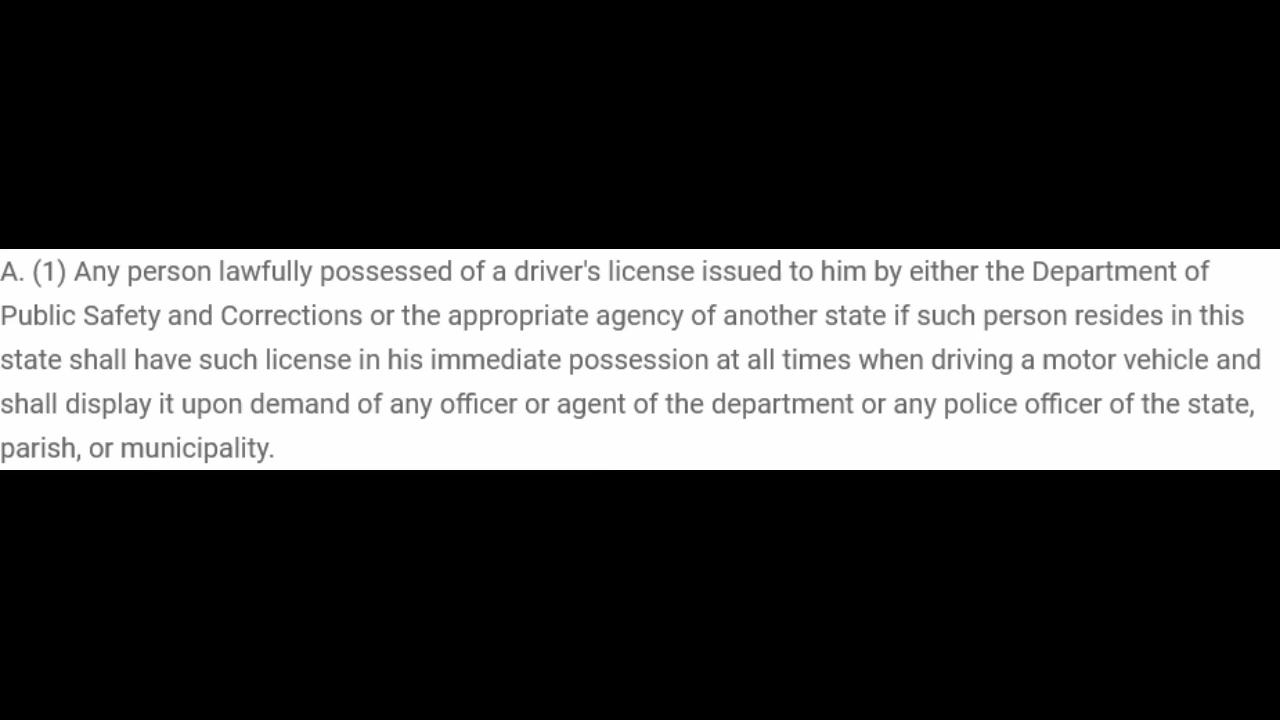 A. (1) Any person lawfully possessed of a driver's license issued to him by either the Department of
Public Safety and Corrections or the appropriate agency of another state if such person resides in this
state shall have such license in his immediate possession at all times when driving a motor vehicle and
shall display it upon demand of any officer or agent of the department or any police officer of the state,
parish, or municipality.